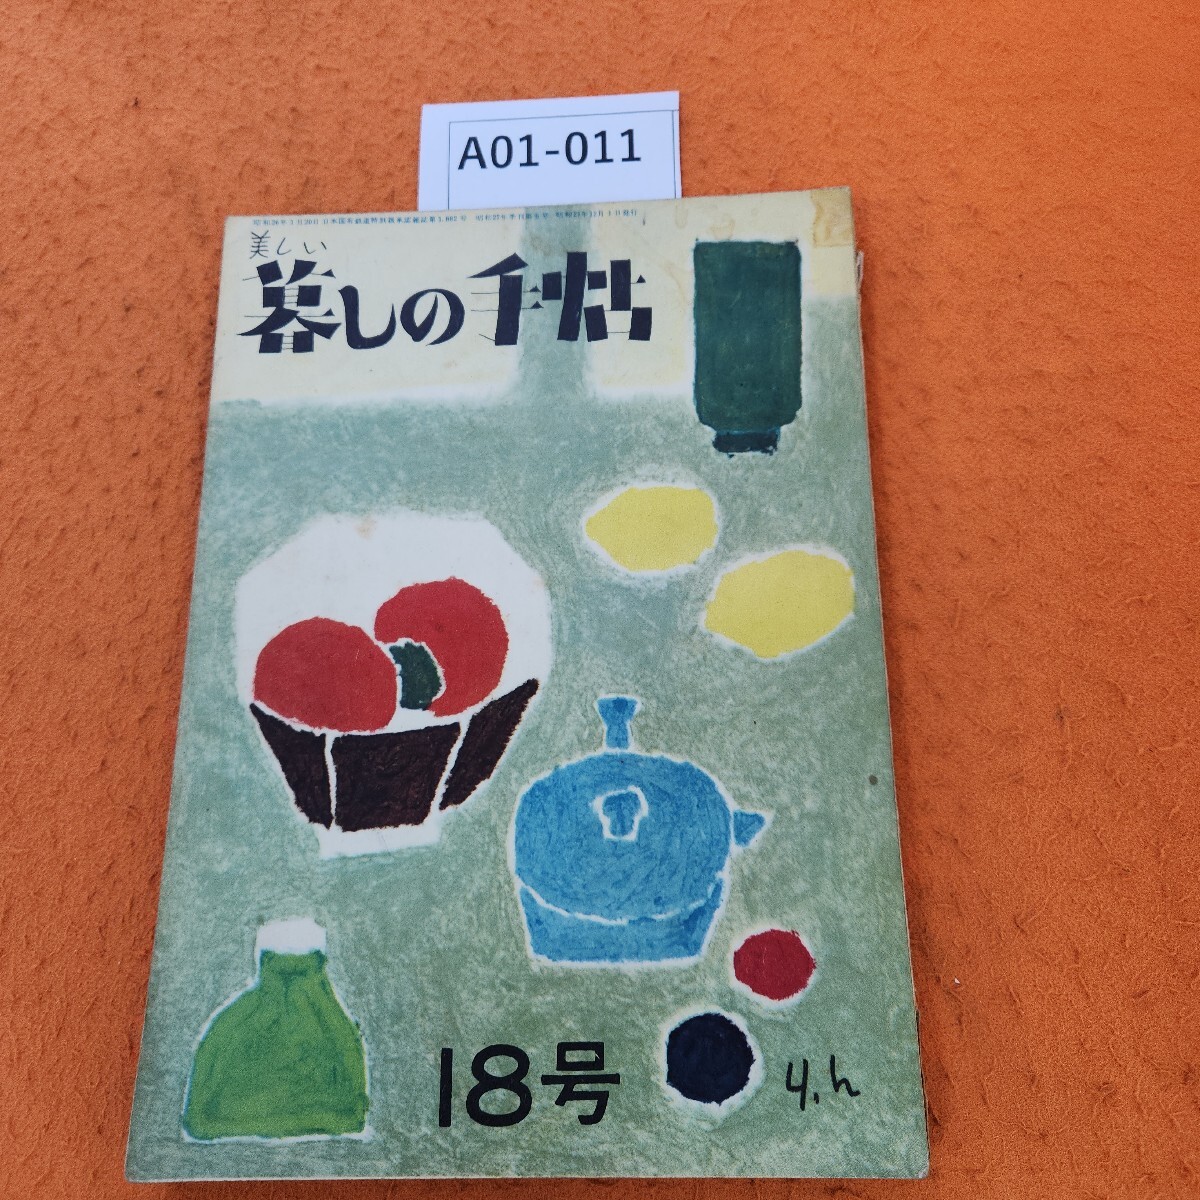 A01-011
美しい
暮しの手帖
18号
4.h